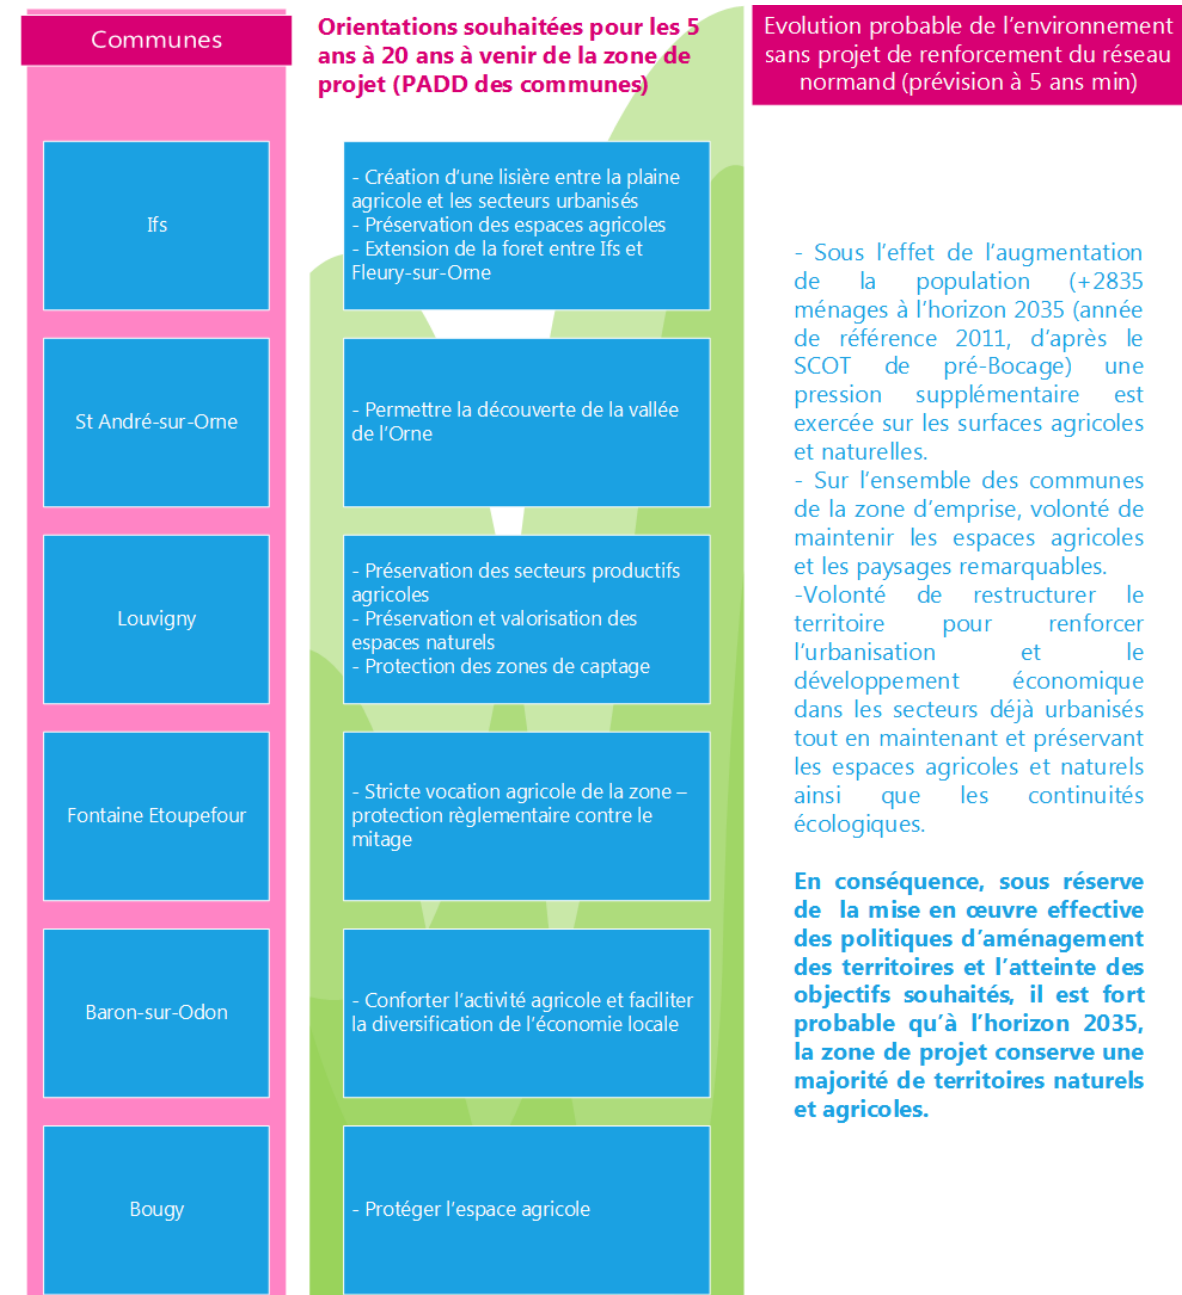 Communes
Orientations souhaitées pour les 5
ans à 20 ans à venir de la zone de
projet (PADD des communes)
Evolution probable de l'environnement
sans projet de renforcement du réseau
normand (prévision à 5 ans min)
Ifs
- Création d'une lisière entre la plaine
agricole et les secteurs urbanisés
- Préservation des espaces agricoles
- Extension de la foret entre Ifs et
Fleury-sur-Orne
St André-sur-Orne
- Permettre la découverte de la vallée
de l'Orne
Louvigny
- Préservation des secteurs productifs
agricoles
- Préservation et valorisation des
espaces naturels
- Protection des zones de captage
Fontaine Etoupefour
- Stricte vocation agricole de la zone –
protection règlementaire contre le
mitage
Baron-sur-Odon
- Conforter l'activité agricole et faciliter
la diversification de l'économie locale
Bougy
- Protéger l'espace agricole
- Sous l'effet de l'augmentation
de la population (+2835
ménages à l'horizon 2035 (année
de référence 2011, d'après le
SCOT de pré-Bocage) une
pression supplémentaire est
exercée sur les surfaces agricoles
et naturelles.
- Sur l'ensemble des communes
de la zone d'emprise, volonté de
maintenir les espaces agricoles
et les paysages remarquables.
-Volonté de restructurer le
territoire pour renforcer
l'urbanisation et le
développement économique
dans les secteurs déjà urbanisés
tout en maintenant et préservant
les espaces agricoles et naturels
ainsi que les continuités
écologiques.
En conséquence, sous réserve
de la mise en œuvre effective
des politiques d'aménagement
des territoires et l'atteinte des
objectifs souhaités, il est fort
probable qu'à l'horizon 2035,
la zone de projet conserve une
majorité de territoires naturels
et agricoles.